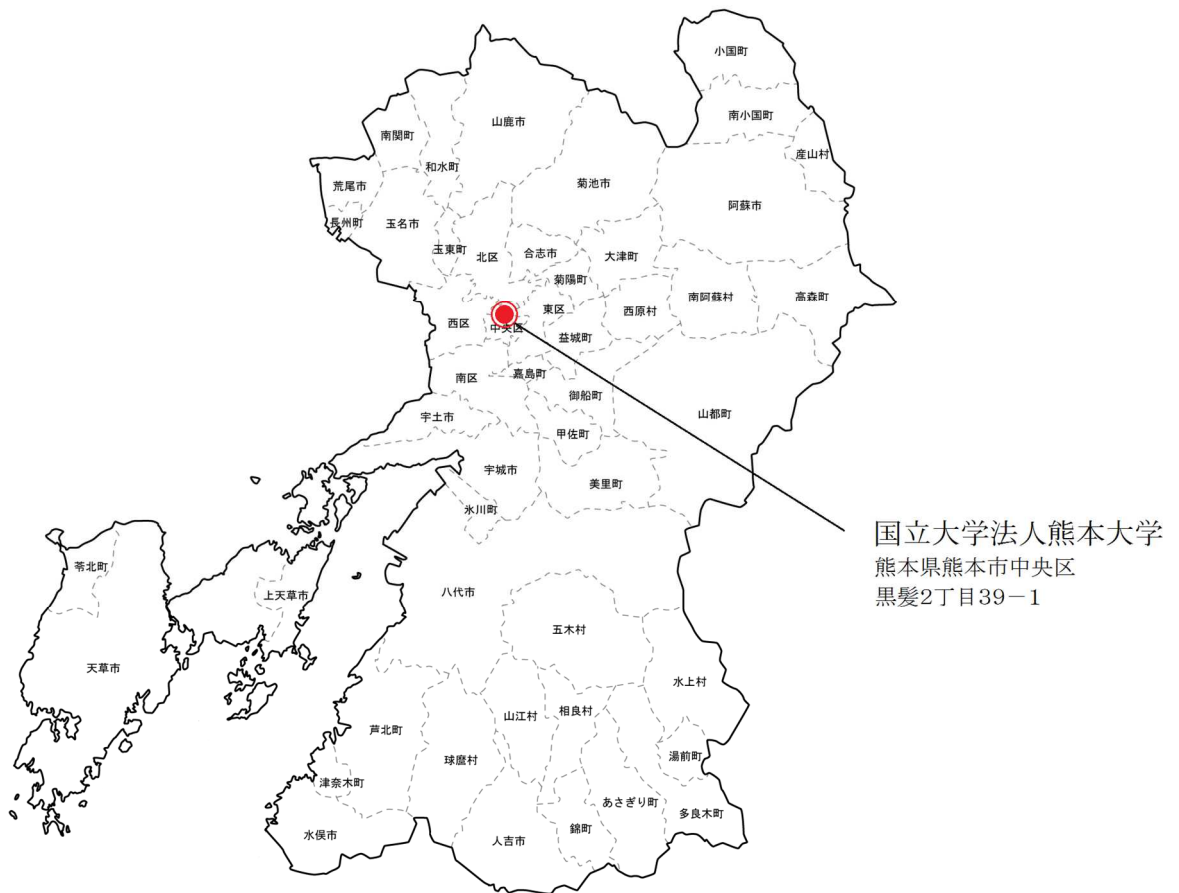 小国町
南小国町
産山村
山鹿市
南関町
和水町
菊池市
荒尾市
阿蘇市
長州町
玉名市
玉東町
北区
合志市
大津町
菊陽町
南阿蘇村
高森町
東区
西原村
西区
中央区
益城町
嘉島町
南区
御船町
山都町
宇土市
甲佐町
宇城市
美里町
氷川町
国立大学法人熊本大学
熊本県熊本市中央区
黒髪2丁目39−1
苓北町
上天草市
八代市
五木村
天草市
水上村
山江村
相良村
芦北町
湯前町
球磨村
津奈木町
あさぎり町
多良木町
錦町
水俣市
人吉市